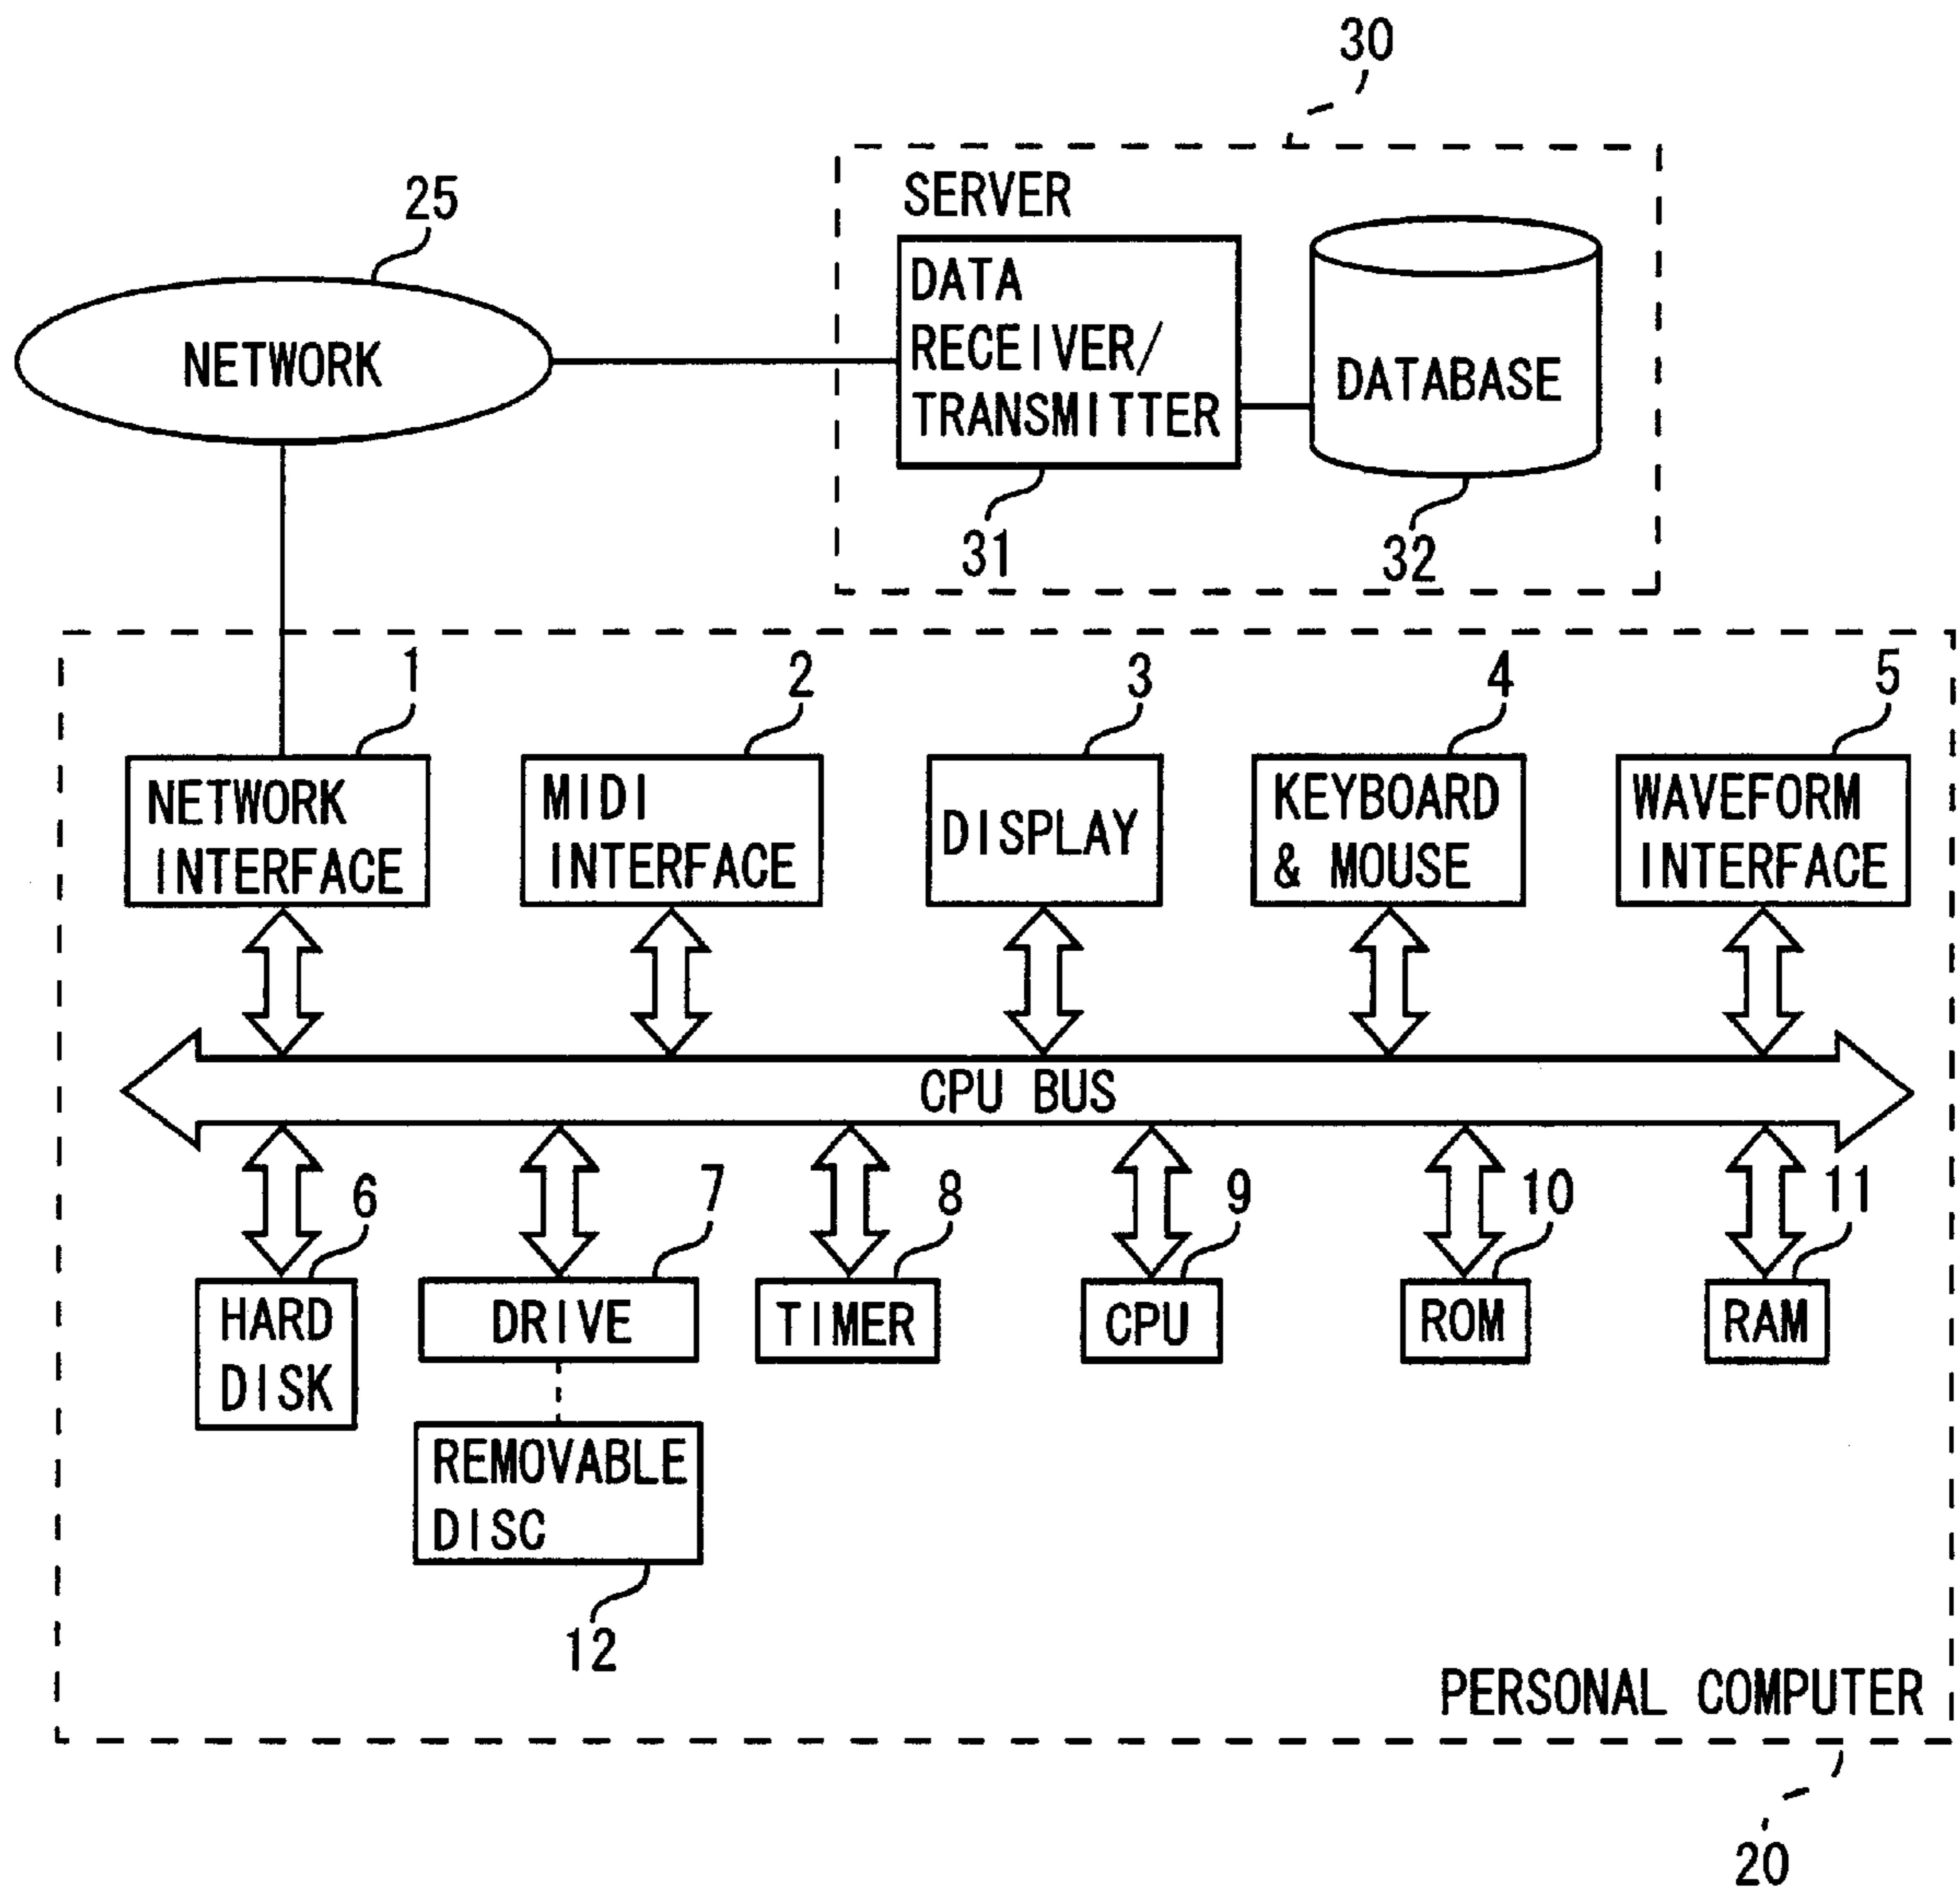 30
SERVER
25
DATA
RECEIVER/
TRANSMITTER
DATABASE
NETWORK
31
32
1
2
3
4
5
NETWORK
INTERFACE
MIDI
INTERFACE
DISPLAY
KEYBOARD
& MOUSE
WAVEFORM
INTERFACE
CPU BUS
6
7
8
9
10
11
HARD
DISK
DRIVE
TIMER
CPU
ROM
RAM
REMOVABLE
DISC
12
PERSONAL COMPUTER
20